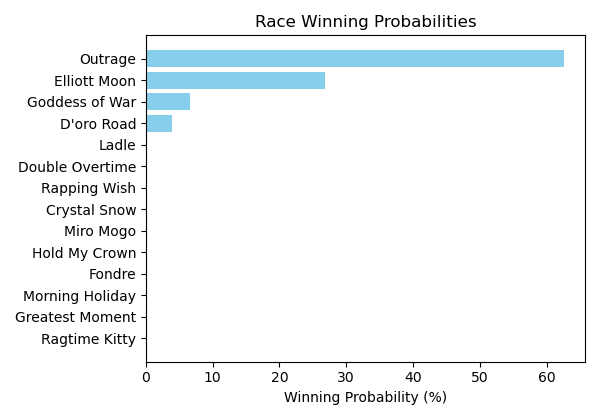 Race Winning Probabilities
Outrage
Elliott Moon
Goddess of War
D'oro Road
Ladle
Double Overtime
Rapping Wish
Crystal Snow
Miro Mogo
Hold My Crown
Fondre
Morning Holiday
Greatest Moment
Ragtime Kitty
0 10 20 30 40 50 60
Winning Probability (%)